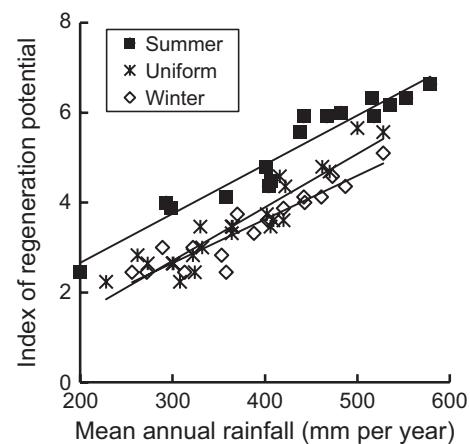 8
6
4
2
0
Index of regeneration potential
Summer
Uniform
Winter
200 300 400 500 600
Mean annual rainfall (mm per year)